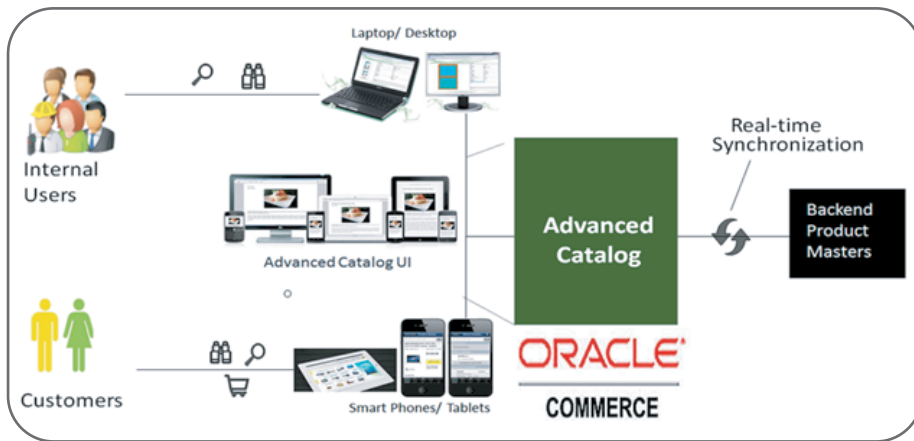 Laptop/ Desktop
Real-time
Synchronization
Internal
Users
Advanced
Catalog
Backend
Product
Masters
Advanced Catalog UI
ORACLE
COMMERCE
Customers
Smart Phones/ Tablets